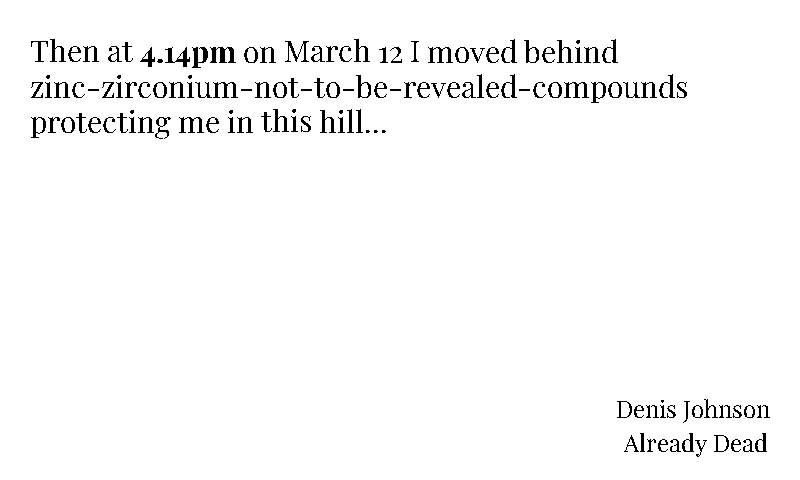 Then at 4.14pm on March 12 I moved behind
zinc-zirconium-not-to-be-revealed-compounds
protecting me in this hill...
Denis Johnson
Already Dead